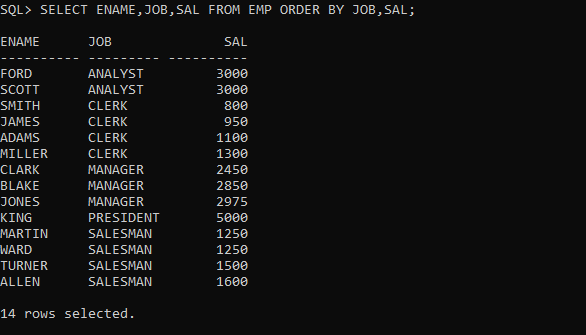 SQL> SELECT ENAME,JOB,SAL FROM EMP ORDER BY JOB,SAL;
ENAME      JOB              SAL
---------- --------- ----------
FORD       ANALYST         3000
SCOTT      ANALYST         3000
SMITH      CLERK            800
JAMES      CLERK            950
ADAMS      CLERK           1100
MILLER     CLERK           1300
CLARK      MANAGER         2450
BLAKE      MANAGER         2850
JONES      MANAGER         2975
KING       PRESIDENT       5000
MARTIN     SALESMAN        1250
WARD       SALESMAN        1250
TURNER     SALESMAN        1500
ALLEN      SALESMAN        1600
14 rows selected.